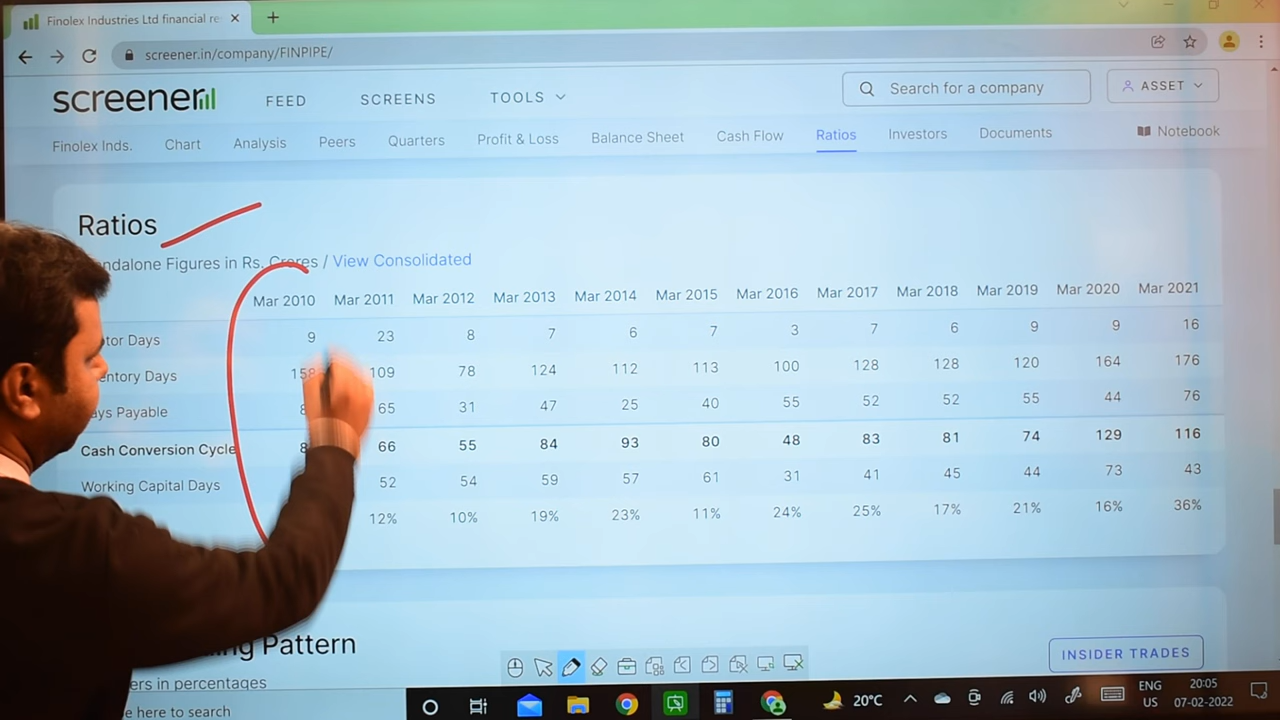 Finolex Industries Ltd financial re
screener.in/company/FINPIPE/
screener FEED SCREENS TOOLS Search for a company ASSET
Finolex Inds. Chart Analysis Peers Quarters Profit & Loss Balance Sheet Cash Flow Ratios Investors Documents Notebook
Ratios
ndalone Figures in Rs. Crores / View Consolidated
Mar 2010 Mar 2011 Mar 2012 Mar 2013 Mar 2014 Mar 2015 Mar 2016 Mar 2017 Mar 2018 Mar 2019 Mar 2020 Mar 2021
tor Days 9 23 8 7 6 7 3 7 6 9 9 16
entory Days 158 109 78 124 112 113 100 128 128 120 164 176
ays Payable 8 65 31 47 25 40 55 52 52 55 44 76
Cash Conversion Cycle 8 66 55 84 93 80 48 83 81 74 129 116
Working Capital Days 52 54 59 57 61 31 41 45 44 73 43
12% 10% 19% 23% 11% 24% 25% 17% 21% 16% 36%
ng Pattern INSIDER TRADES
ers in percentages
e here to search
20°C ENG US 20:05 07-02-2022